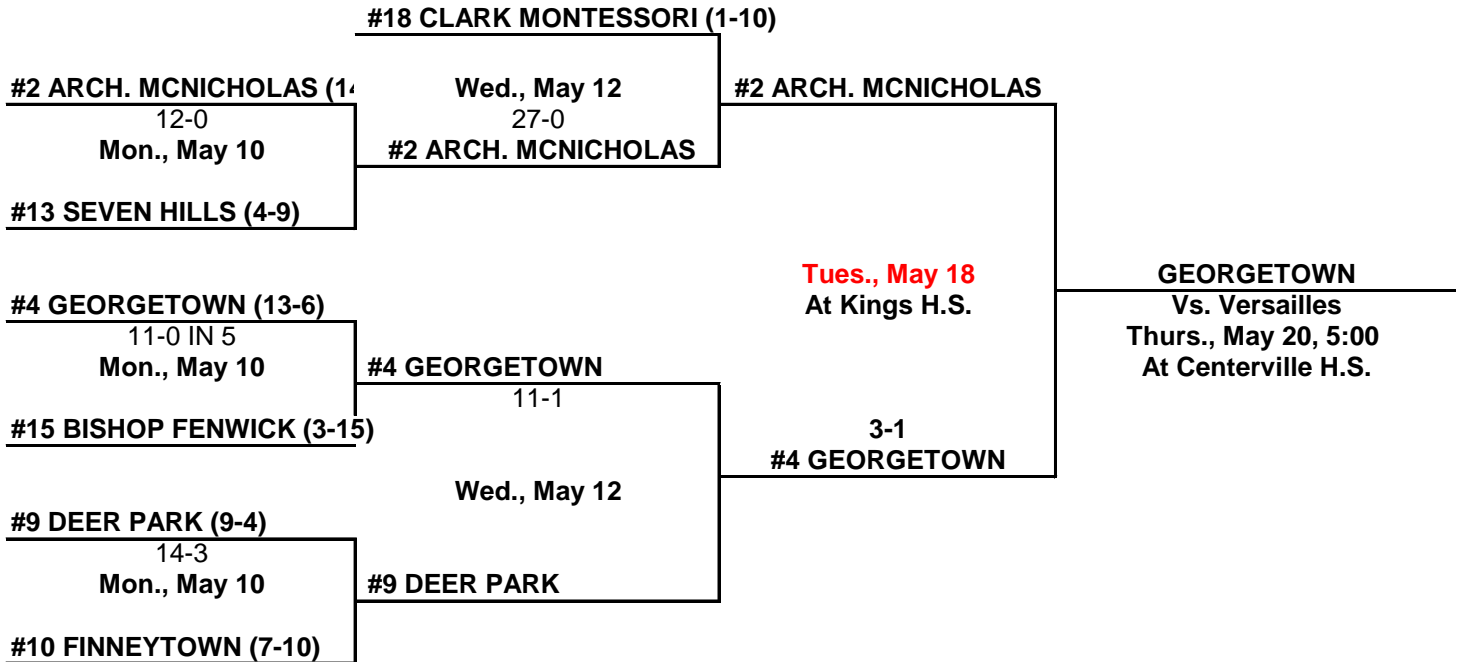 #18 CLARK MONTESSORI (1-10)
#2 ARCH. MCNICHOLAS (14
12-0
Mon., May 10
#13 SEVEN HILLS (4-9)
Wed., May 12
27-0
#2 ARCH. MCNICHOLAS
#2 ARCH. MCNICHOLAS
#4 GEORGETOWN (13-6)
11-0 IN 5
Mon., May 10
#15 BISHOP FENWICK (3-15)
#4 GEORGETOWN
11-1
Wed., May 12
#9 DEER PARK (9-4)
14-3
Mon., May 10
#10 FINNEYTOWN (7-10)
#9 DEER PARK
Tues., May 18
At Kings H.S.
3-1
#4 GEORGETOWN
GEORGETOWN
Vs. Versailles
Thurs., May 20, 5:00
At Centerville H.S.